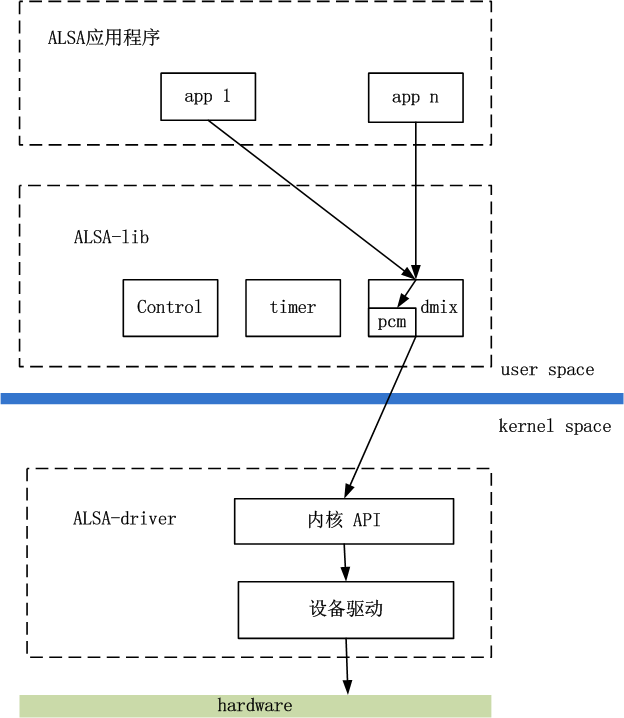 ALSA应用程序
app 1
app n
ALSA-lib
Control
timer
dmix
pcm
user space
kernel space
ALSA-driver
内核 API
设备驱动
hardware